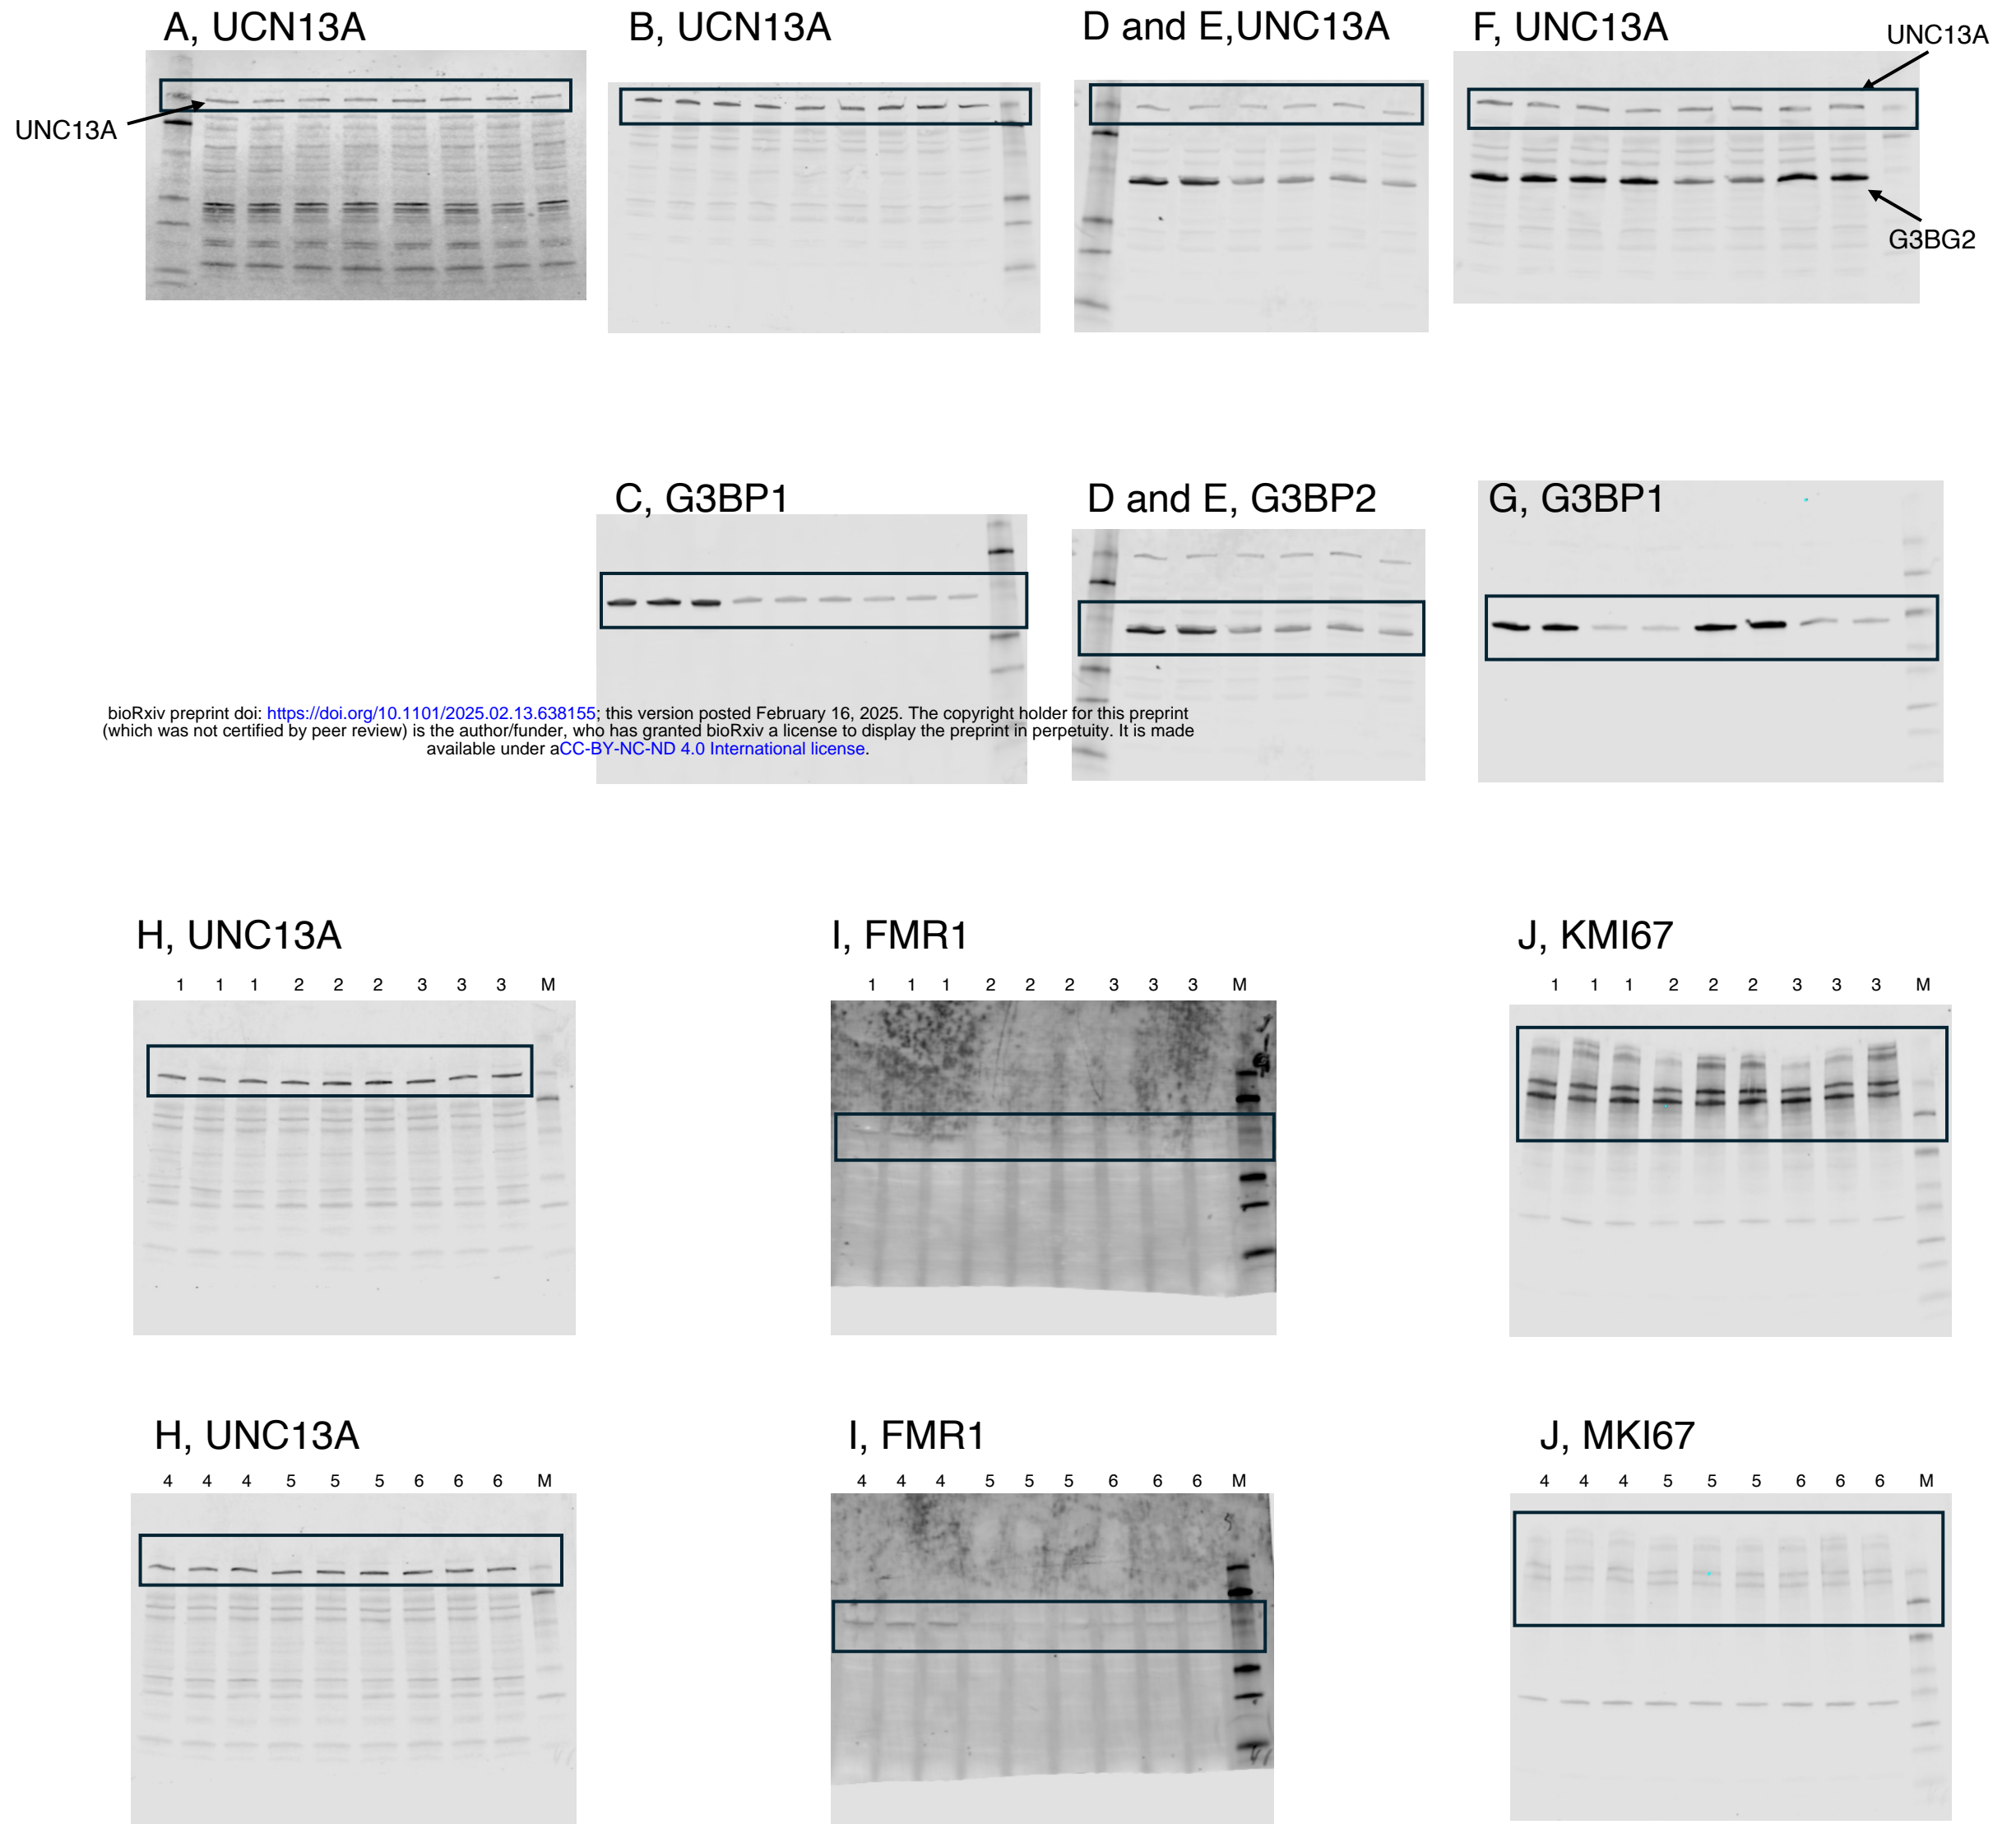 A, UCN13A
B, UCN13A
D and E,UNC13A
F, UNC13A
UNC13A
UNC13A
G3BG2
C, G3BP1
D and E, G3BP2
G, G3BP1
bioRxiv preprint doi: https://doi.org/10.1101/2025.02.13.638155; this version posted February 16, 2025. The copyright holder for this preprint
(which was not certified by peer review) is the author/funder, who has granted bioRxiv a license to display the preprint in perpetuity. It is made
available under aCC-BY-NC-ND 4.0 International license.
H, UNC13A
I, FMR1
J, KMI67
1 1 1 2 2 2 3 3 3 M
1 1 1 2 2 2 3 3 3 M
1 1 1 2 2 2 3 3 3 M
H, UNC13A
I, FMR1
J, MKI67
4 4 4 5 5 5 6 6 6 M
4 4 4 5 5 5 6 6 6 M
4 4 4 5 5 5 6 6 6 M